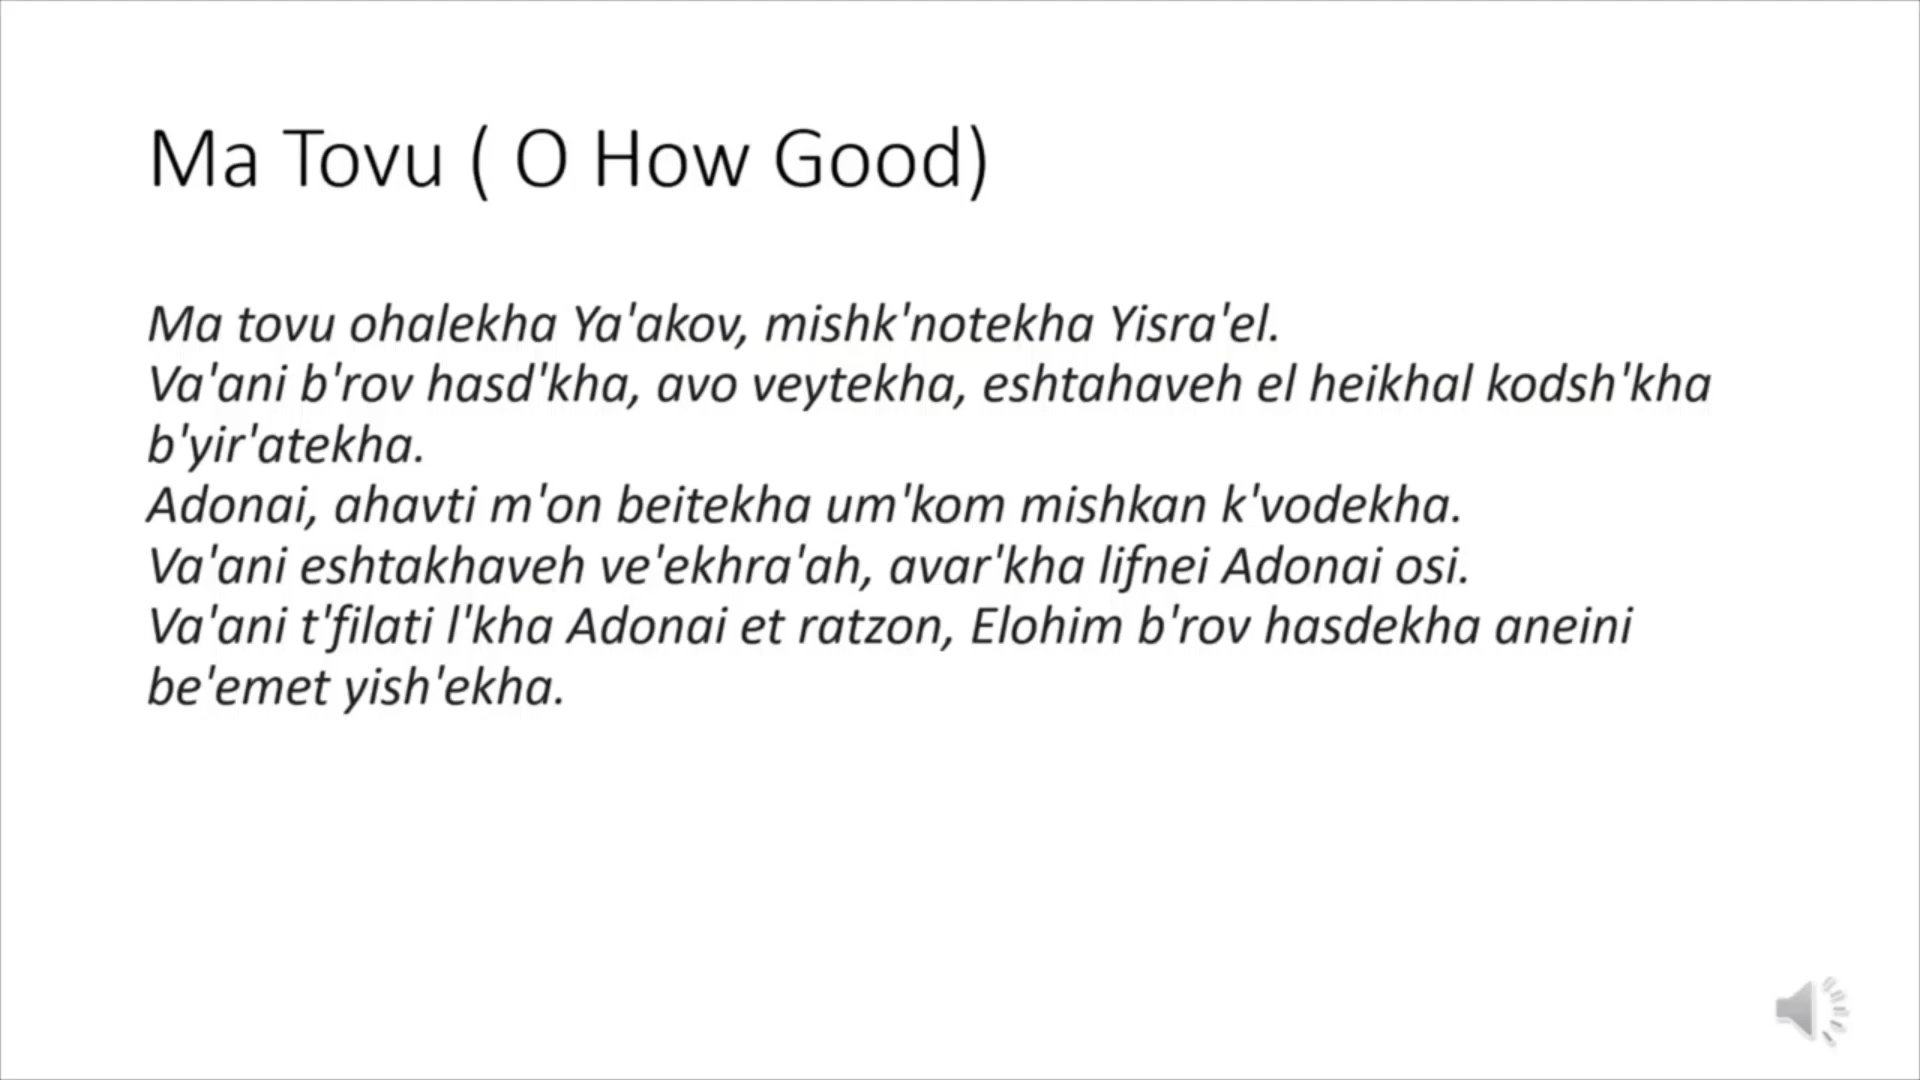 Ma Tovu ( O How Good)
Ma tovu ohalekha Ya'akov, mishk'notekha Yisra'el.
Va'ani b'rov hasd'kha, avo veytekha, eshtahaveh el heikhal kodsh'kha
b'yir'atekha.
Adonai, ahavti m'on beitekha um'kom mishkan k'vodekha.
Va'ani eshtakhaveh ve'ekhra'ah, avar'kha lifnei Adonai osi.
Va'ani t'filati l'kha Adonai et ratzon, Elohim b'rov hasdekha aneini
be'emet yish'ekha.